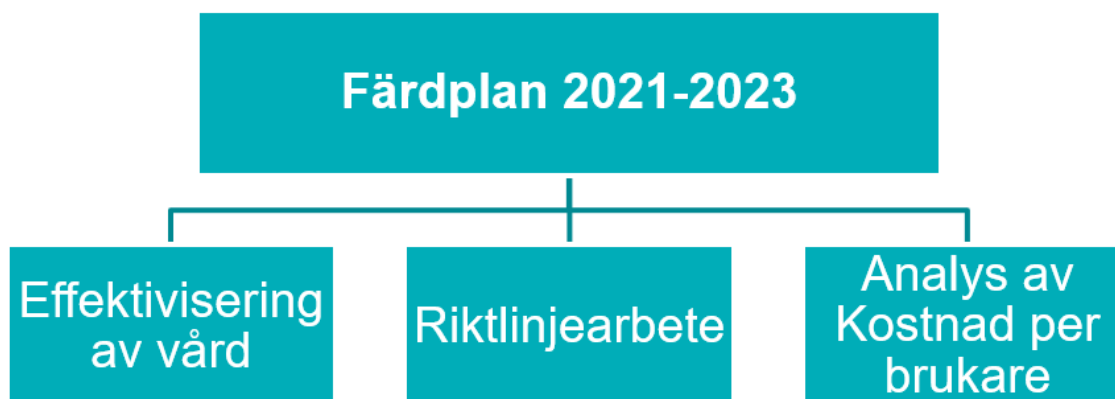 Färdplan 2021-2023
Effektivisering
av vård
Riktlinjearbete
Analys av
Kostnad per
brukare